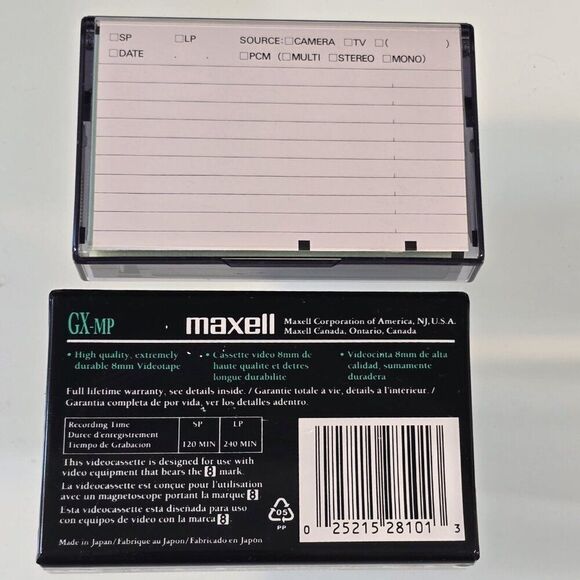 □SP □LP SOURCE:□CAMERA □TV □( )
□DATE □PCM (□MULTI □STEREO □MONO)
GX-MP maxell Maxell Corporation of America, NJ, U.S.A.
Maxell Canada, Ontario, Canada
• High quality, extremely durable 8mm Videotape
• Cassette video 8mm de haute qualite et detres longue durabilite
• Videocinta 8mm de alta calidad, sumamente duradera
Full lifetime warranty, see details inside. / Garantie totale a vie, détails à l'interieur. /
Garantia completa de por vida, ver los detalles adentro.
Recording Time SP LP
Dureé d'enregistrement
Tiempo de Grabacion 120 MIN 240 MIN
This videocassette is designed for use with
video equipment that bears the 8 mark.
La vidéocassette est conçue pour l'utilisation
avec un magnetoscope portant la marque 8
Esta videocassette está diseñada para uso
con equipos de video con la marca 8.
Made in Japan/Fabrique au Japon/Fabricado en Japón
05
PP
0 25215 28101 3